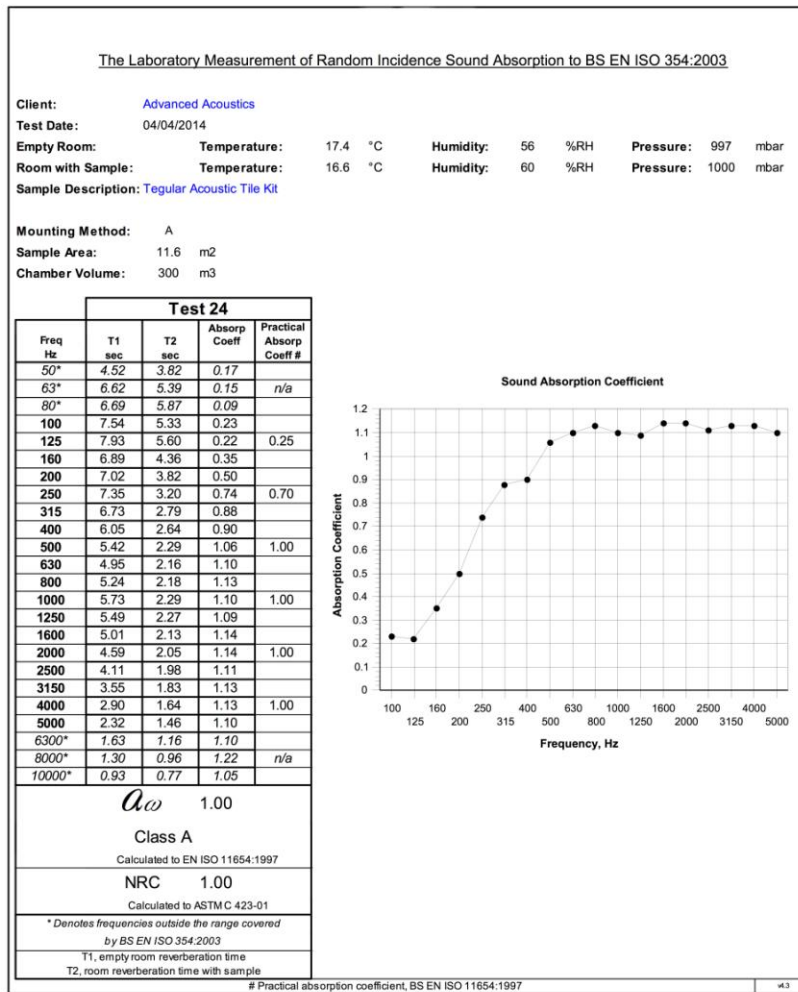 The Laboratory Measurement of Random Incidence Sound Absorption to BS EN ISO 354:2003
Client: Advanced Acoustics
Test Date: 04/04/2014
Empty Room: Temperature: 17.4 °C Humidity: 56 %RH Pressure: 997 mbar
Room with Sample: Temperature: 16.6 °C Humidity: 60 %RH Pressure: 1000 mbar
Sample Description: Tegular Acoustic Tile Kit
Mounting Method: A
Sample Area: 11.6 m2
Chamber Volume: 300 m3
Test 24
Freq Hz T1 sec T2 sec Absorp Coeff Practical Absorp Coeff #
50* 4.52 3.82 0.17
63* 6.62 5.39 0.15 n/a
80* 6.69 5.87 0.09
100 7.54 5.33 0.23
125 7.93 5.60 0.22 0.25
160 6.89 4.36 0.35
200 7.02 3.82 0.50
250 7.35 3.20 0.74 0.70
315 6.73 2.79 0.88
400 6.05 2.64 0.90
500 5.42 2.29 1.06 1.00
630 4.95 2.16 1.10
800 5.24 2.18 1.13
1000 5.73 2.29 1.10 1.00
1250 5.49 2.27 1.09
1600 5.01 2.13 1.14
2000 4.59 2.05 1.14 1.00
2500 4.11 1.98 1.11
3150 3.55 1.83 1.13
4000 2.90 1.64 1.13 1.00
5000 2.32 1.46 1.10
6300* 1.63 1.16 1.10
8000* 1.30 0.96 1.22 n/a
10000* 0.93 0.77 1.05
aω 1.00
Class A
Calculated to EN ISO 11654:1997
NRC 1.00
Calculated to ASTM C 423-01
* Denotes frequencies outside the range covered
by BS EN ISO 354:2003
T1, empty room reverberation time
T2, room reverberation time with sample
Sound Absorption Coefficient
Absorption Coefficient
1.2
1.1
1
0.9
0.8
0.7
0.6
0.5
0.4
0.3
0.2
0.1
0
100 160 250 400 630 1000 1600 2500 4000
125 200 315 500 800 1250 2000 3150 5000
Frequency, Hz
# Practical absorption coefficient, BS EN ISO 11654:1997
v4.3